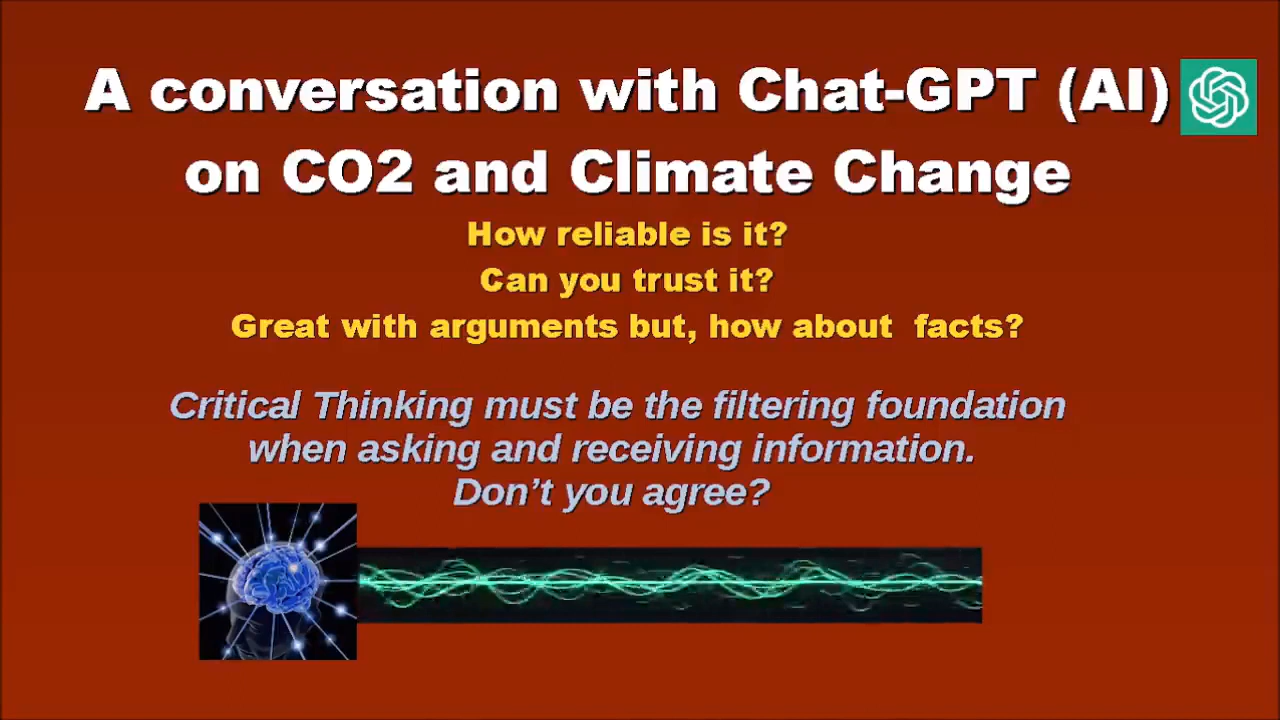 A conversation with Chat-GPT (AI)
on CO2 and Climate Change
How reliable is it?
Can you trust it?
Great with arguments but, how about facts?
Critical Thinking must be the filtering foundation
when asking and receiving information.
Don't you agree?